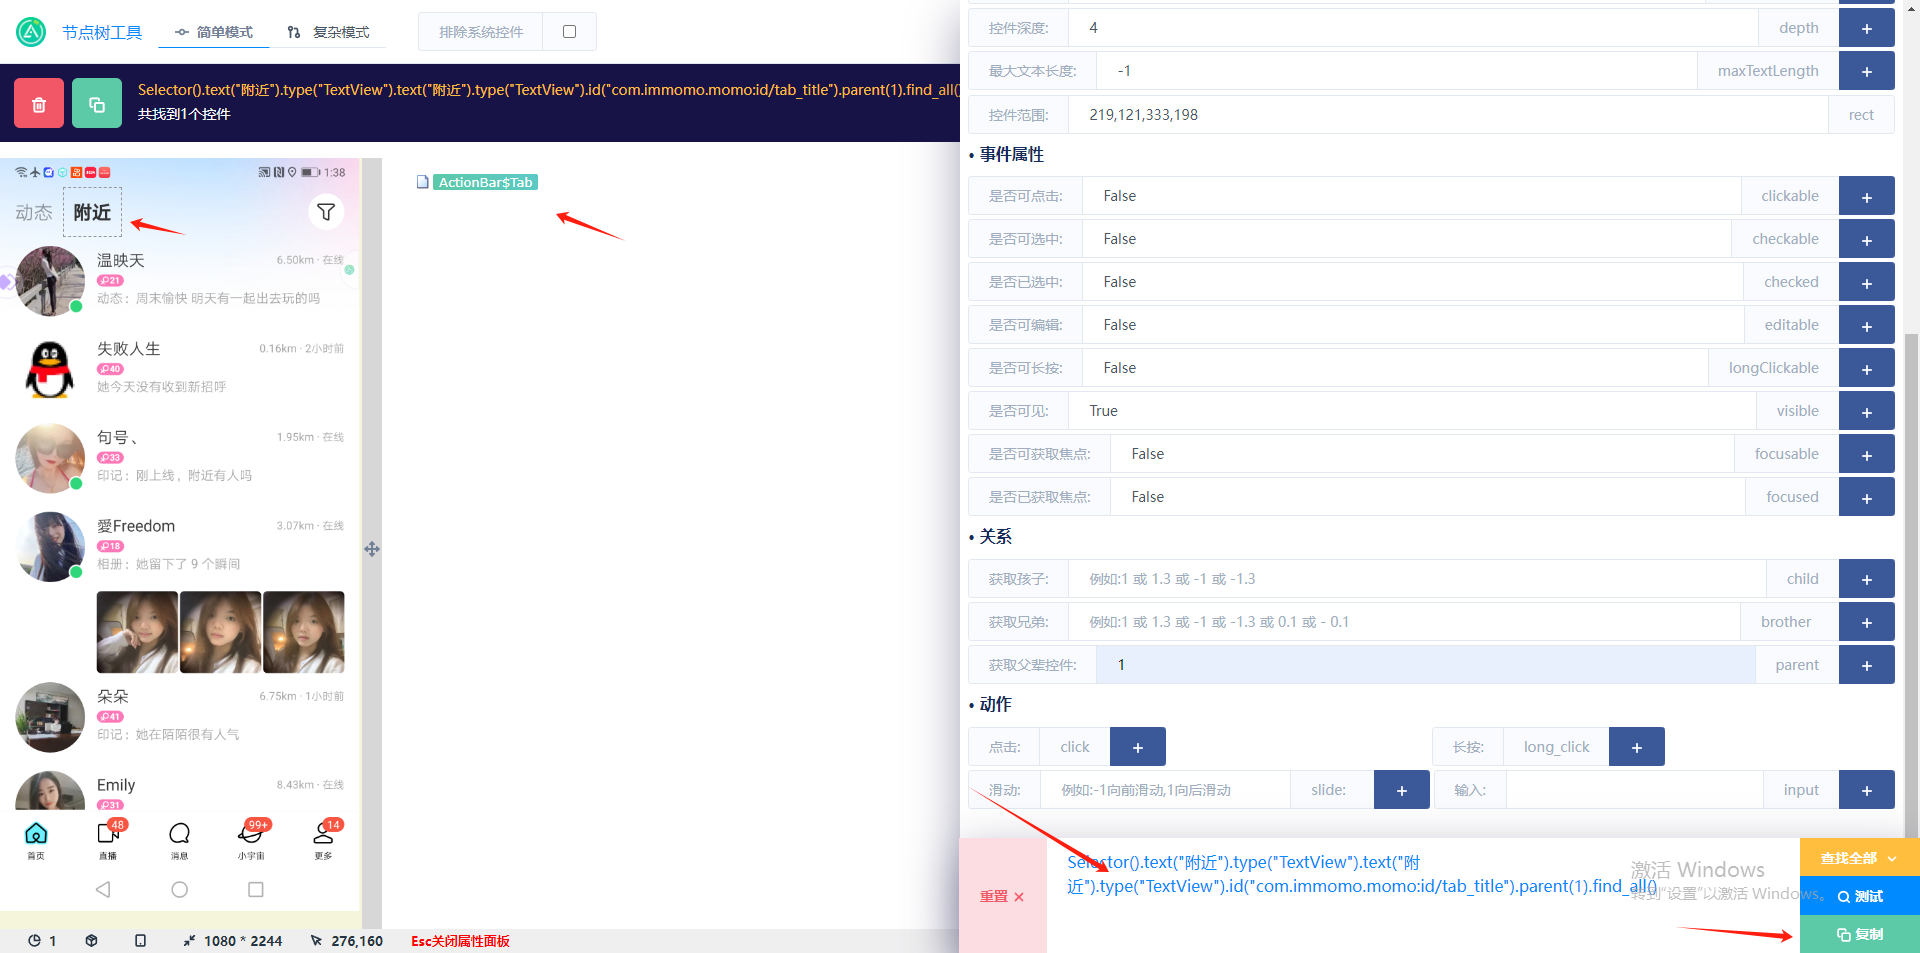 节点树工具
简单模式
复杂模式
排除系统控件
Selector().text("附近").type("TextView").text("附近").type("TextView").id("com.immomo.momo:id/tab_title").parent(1).find_all()
共找到1个控件
1:38
动态
附近
温映天
6.50km · 在线
21
动态：周末愉快 明天有一起出去玩的吗
失败人生
0.16km · 2小时前
40
她今天没有收到新招呼
句号、
1.95km · 在线
33
印记：刚上线，附近有人吗
愛Freedom
3.07km · 在线
18
相册：她留下了 9 个瞬间
朵朵
6.75km · 1小时前
41
印记：她在陌陌很有人气
Emily
8.43km · 在线
31
48
99+
14
首页
直播
消息
小宇宙
更多
1
1080 * 2244
276,160
Esc关闭属性面板
ActionBar$Tab
控件深度:
4
depth
最大文本长度:
-1
maxTextLength
控件范围:
219,121,333,198
rect
• 事件属性
是否可点击:
False
clickable
是否可选中:
False
checkable
是否已选中:
False
checked
是否可编辑:
False
editable
是否可长按:
False
longClickable
是否可见:
True
visible
是否可获取焦点:
False
focusable
是否已获取焦点:
False
focused
• 关系
获取孩子:
例如:1 或 1.3 或 -1 或 -1.3
child
获取兄弟:
例如:1 或 1.3 或 -1 或 -1.3 或 0.1 或 - 0.1
brother
获取父辈控件:
1
parent
• 动作
点击:
click
长按:
long_click
滑动:
例如:-1向前滑动,1向后滑动
slide:
输入:
input
重置
Selector().text("附近").type("TextView").text("附
近").type("TextView").id("com.immomo.momo:id/tab_title").parent(1).find_all()
激活 Windows
转到"设置"以激活 Windows。
查找全部
测试
复制